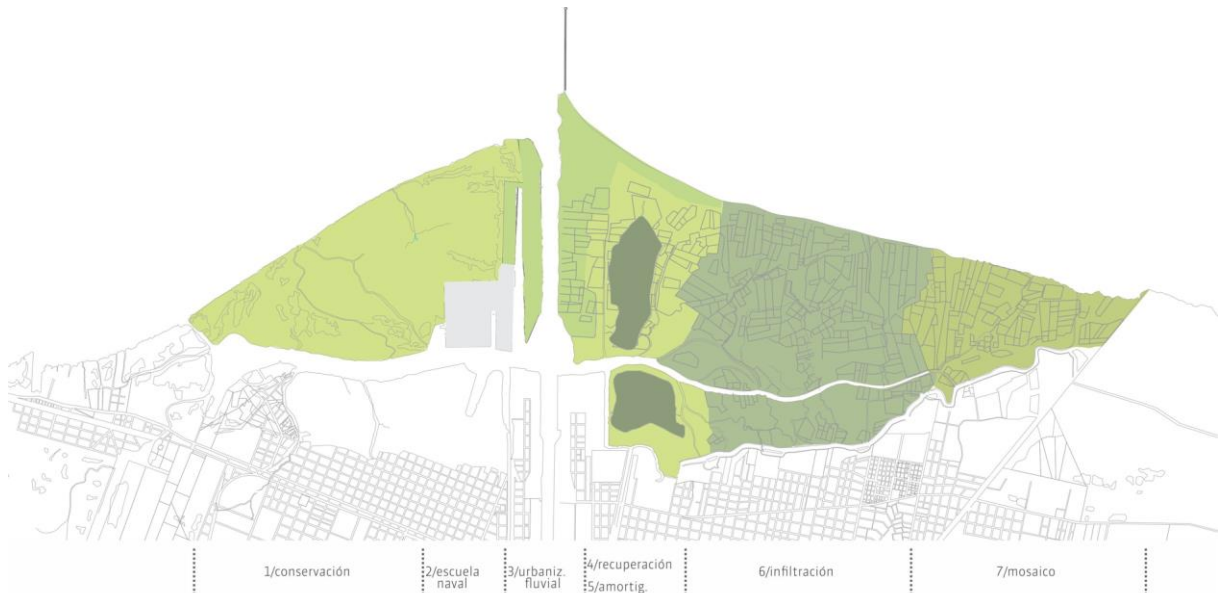 1/conservación
2/escuela
naval
3/urbaniz.
fluvial
4/recuperación
5/amortig.
6/infiltración
7/mosaico